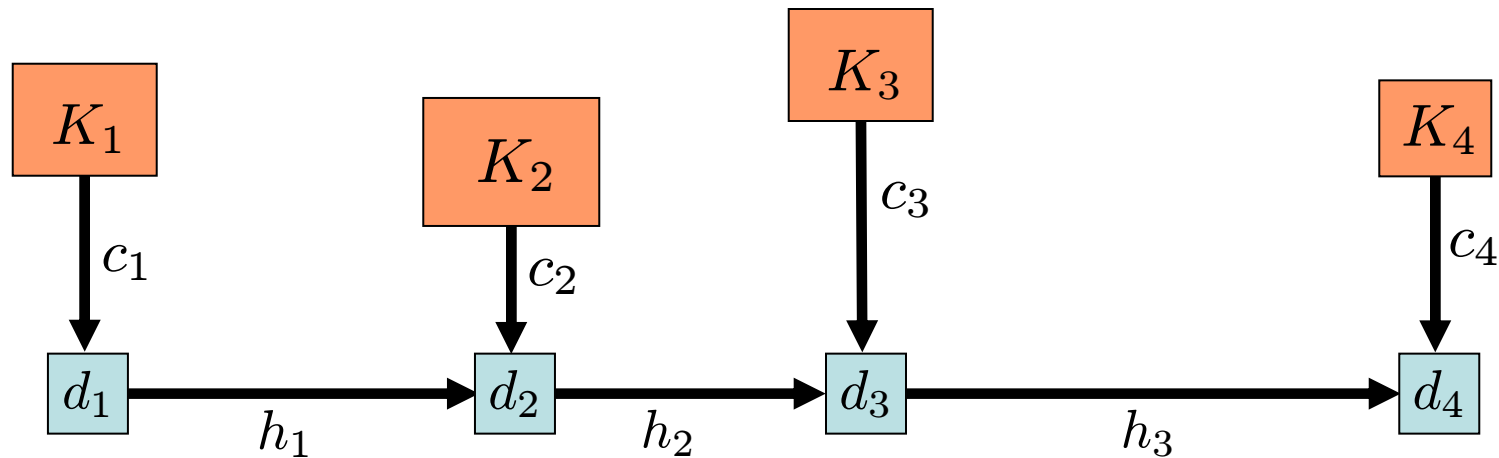 K₁ K₂ K₃ K₄
c₁ c₂ c₃ c₄
d₁ d₂ d₃ d₄
h₁ h₂ h₃